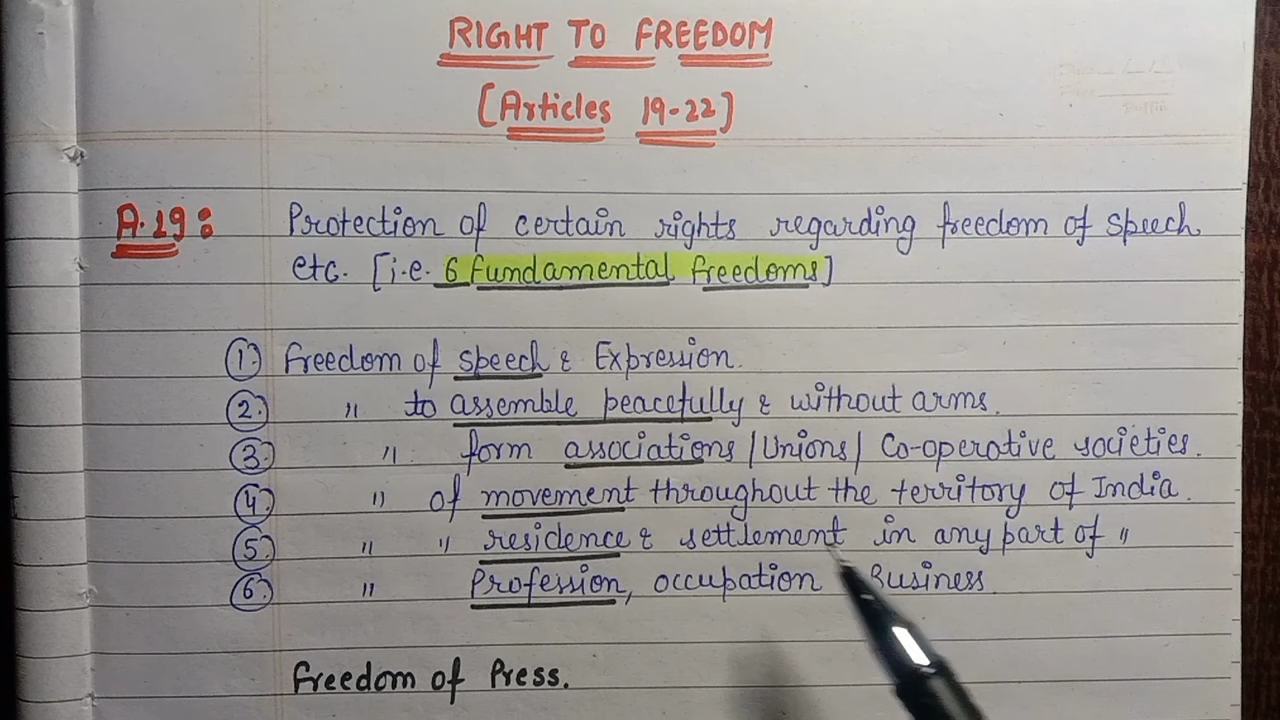 RIGHT TO FREEDOM
[Articles 19-22]
A.19: Protection of certain rights regarding freedom of speech
etc. [i.e. 6 fundamental freedoms]
1. freedom of speech & Expression.
2. " to assemble peacefully & without arms.
3. " form associations/Unions/Co-operative societies.
4. " of movement throughout the territory of India.
5. " " residence & settlement in any part of "
6. " Profession, occupation Business
freedom of Press.